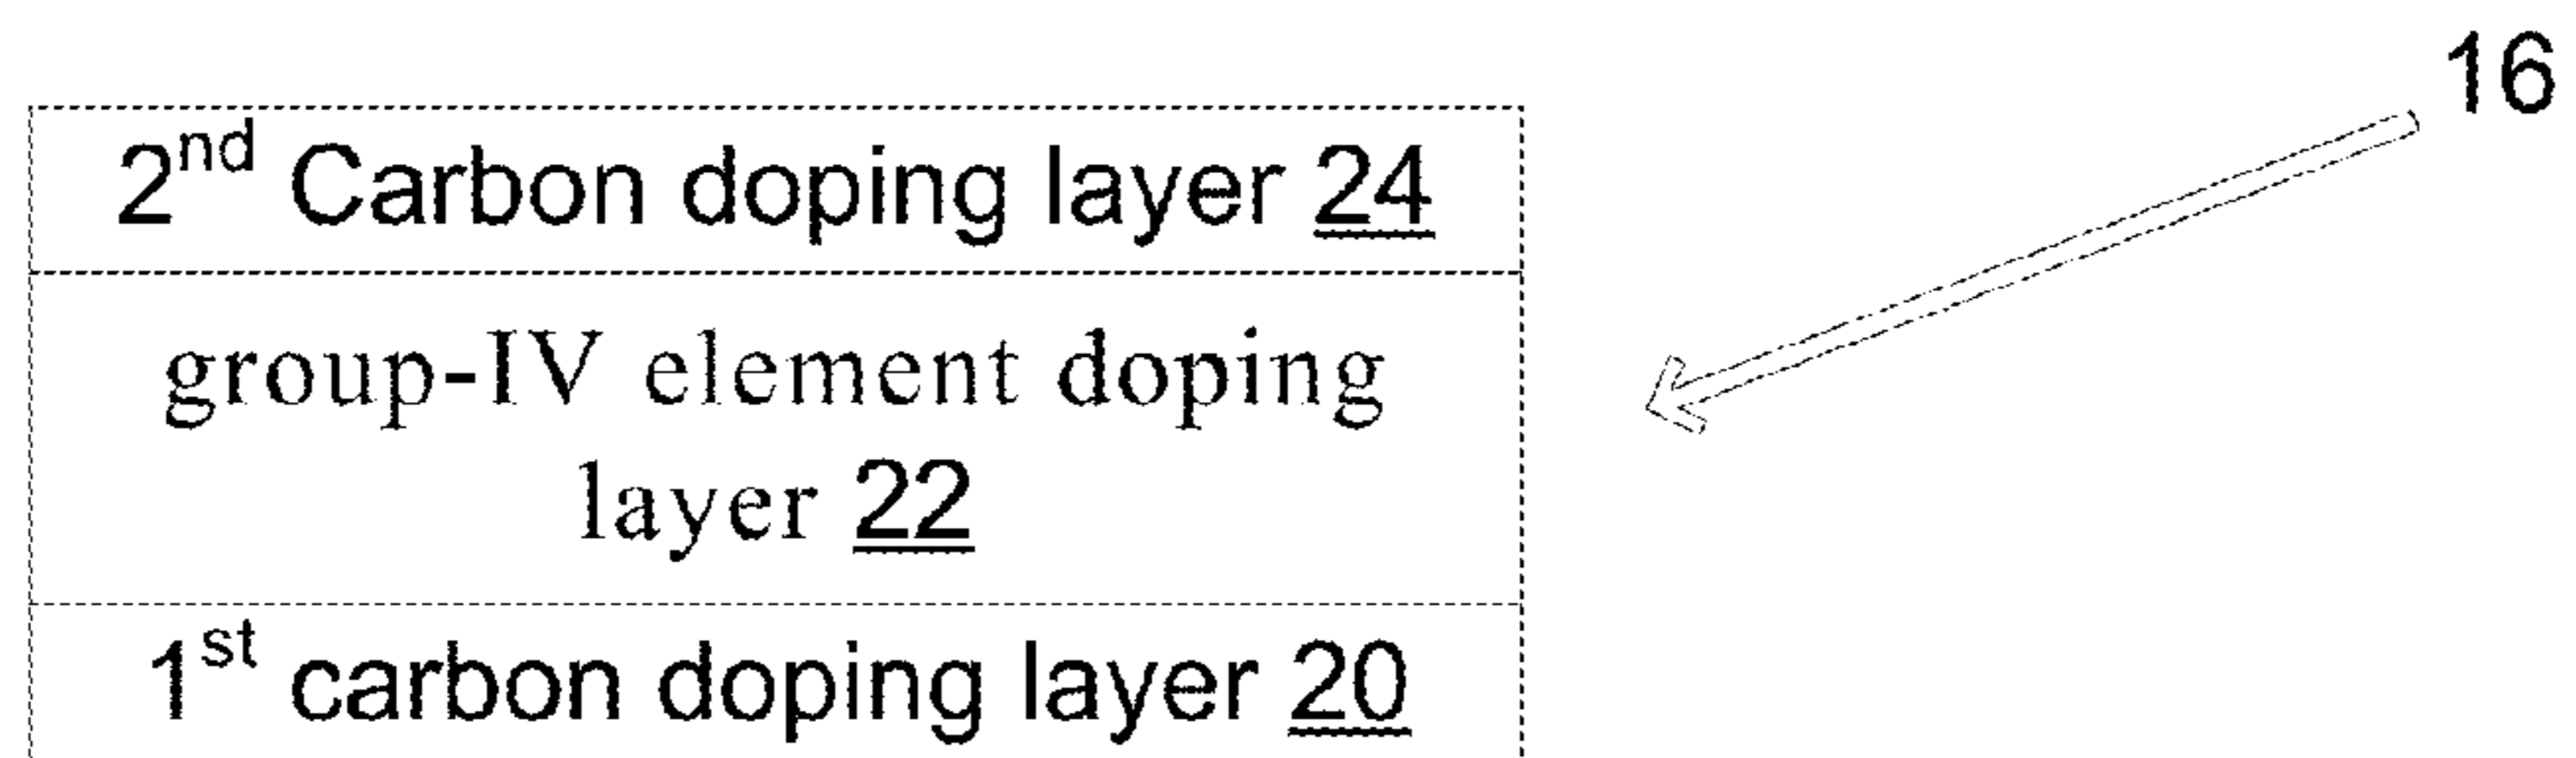 16
2nd Carbon doping layer 24
group-IV element doping
layer 22
1st carbon doping layer 20